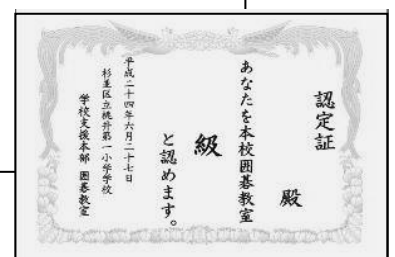 認定証
殿
あなたを本校囲碁教室
級
と認めます。
平成二十四年六月二十七日
杉並区立桃井第一小学校
学校支援本部 囲碁教室